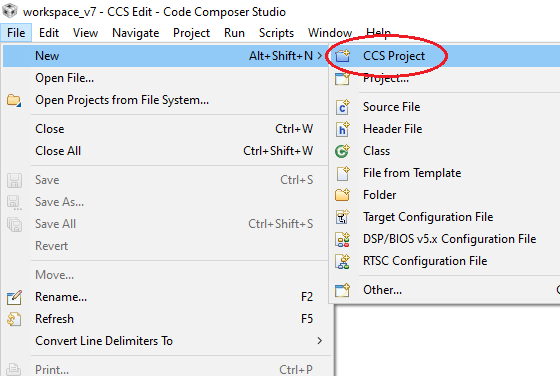 workspace_v7 - CCS Edit - Code Composer Studio
File Edit View Navigate Project Run Scripts Window Help
New Alt+Shift+N
Open File...
Open Projects from File System...
Close Ctrl+W
Close All Ctrl+Shift+W
Save Ctrl+S
Save As...
Save All Ctrl+Shift+S
Revert
Move...
Rename... F2
Refresh F5
Convert Line Delimiters To
Print... Ctrl+P
CCS Project
Project...
Source File
Header File
Class
File from Template
Folder
Target Configuration File
DSP/BIOS v5.x Configuration File
RTSC Configuration File
Other...